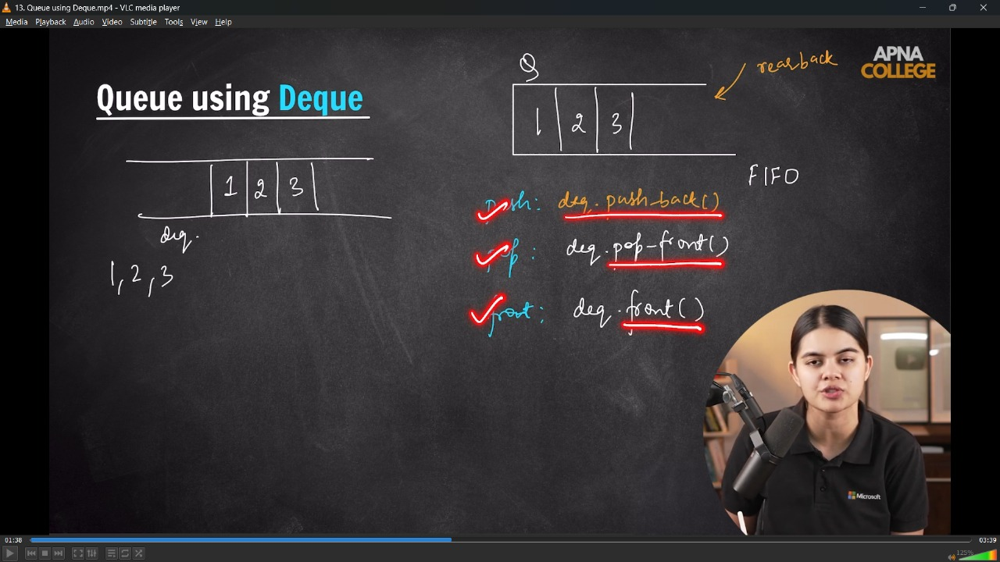 13. Queue using Deque.mp4 - VLC media player
Media Playback Audio Video Subtitle Tools View Help
APNA
COLLEGE
Queue using Deque
Q
rear back
1 2 3
FIFO
1 2 3
deq.
1, 2, 3
push: deq. push_back()
pop: deq. pop-front()
front: deq. front()
Microsoft
01:38
03:39
125%